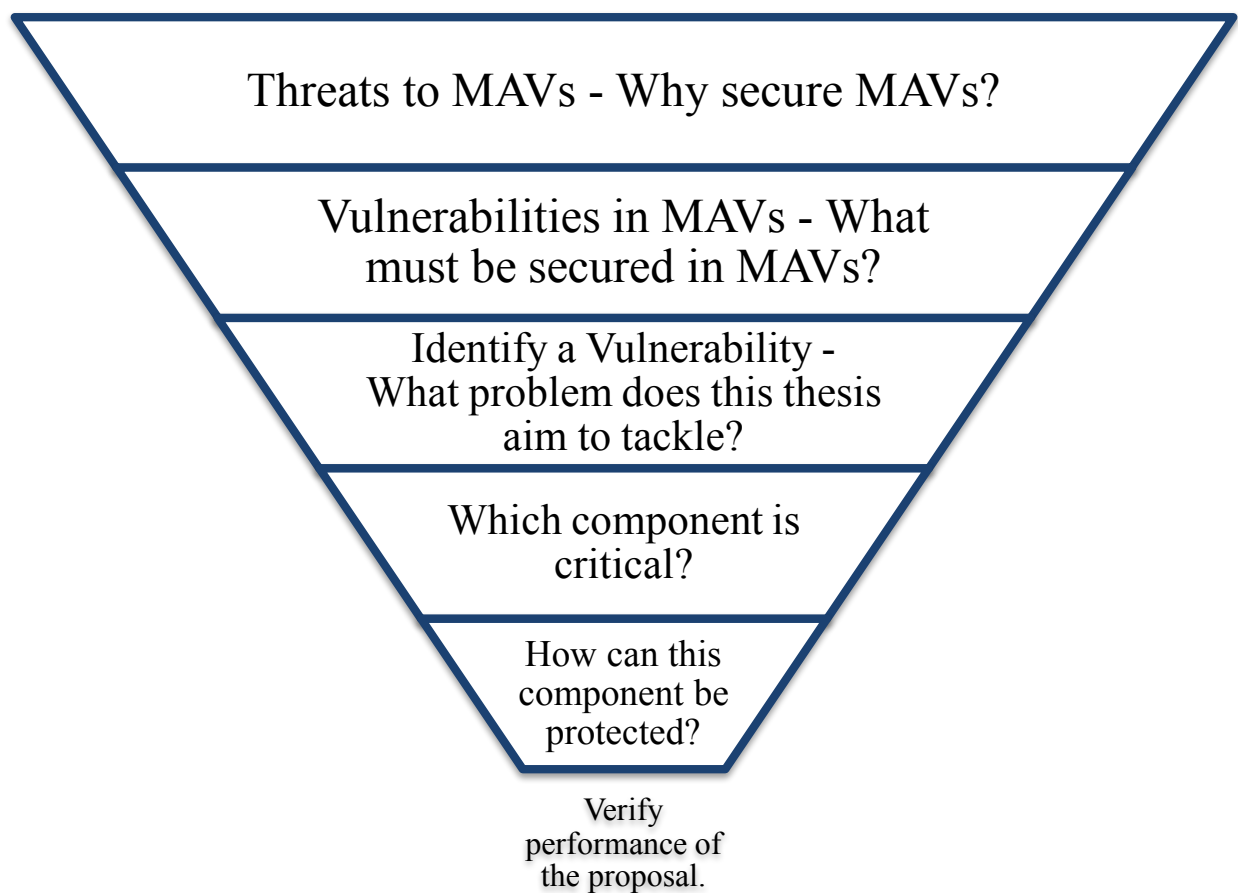 Threats to MAVs - Why secure MAVs?
Vulnerabilities in MAVs - What
must be secured in MAVs?
Identify a Vulnerability -
What problem does this thesis
aim to tackle?
Which component is
critical?
How can this
component be
protected?
Verify
performance of
the proposal.